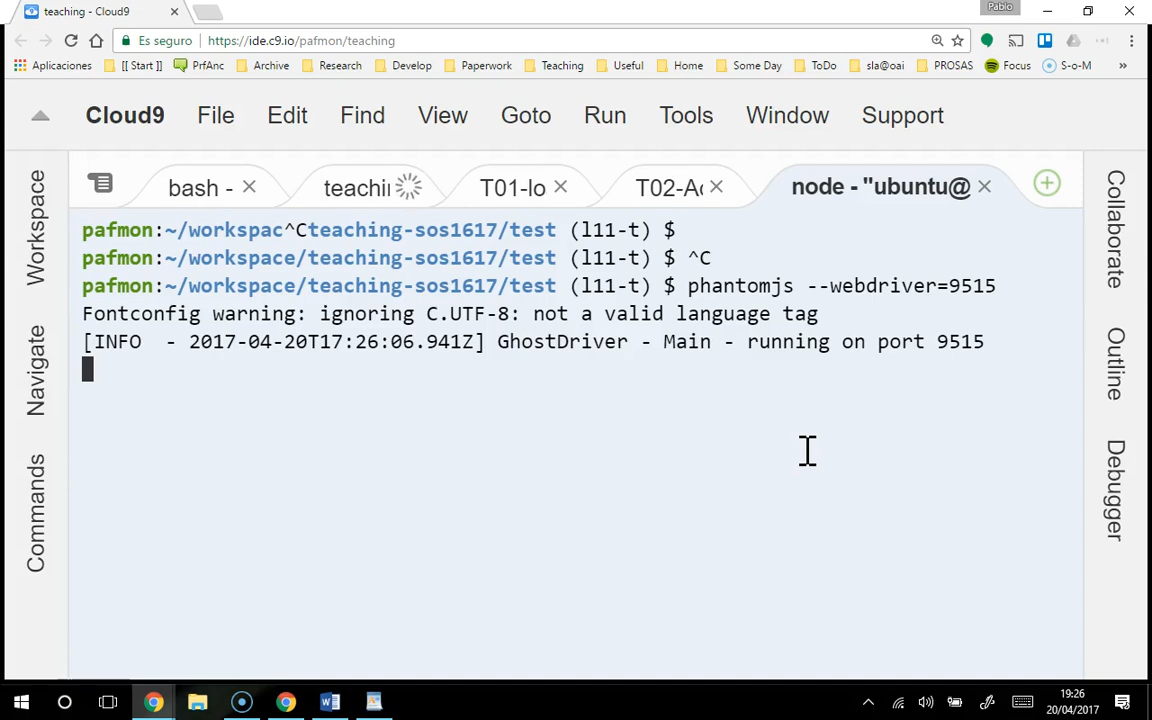 teaching - Cloud9
Pablo
Es seguro
https://ide.c9.io/pafmon/teaching
Aplicaciones
[[ Start ]]
PrfAnc
Archive
Research
Develop
Paperwork
Teaching
Useful
Home
Some Day
ToDo
sla@oai
PROSAS
Focus
S-o-M
»
Cloud9 File Edit Find View Goto Run Tools Window Support
bash -
teachi
T01-lo
T02-Ac
node - "ubuntu@
Workspace
Navigate
Commands
pafmon:~/workspac^Cteaching-sos1617/test (l11-t) $
pafmon:~/workspace/teaching-sos1617/test (l11-t) $ ^C
pafmon:~/workspace/teaching-sos1617/test (l11-t) $ phantomjs --webdriver=9515
Fontconfig warning: ignoring C.UTF-8: not a valid language tag
[INFO  - 2017-04-20T17:26:06.941Z] GhostDriver - Main - running on port 9515
Collaborate
Outline
Debugger
19:26
20/04/2017